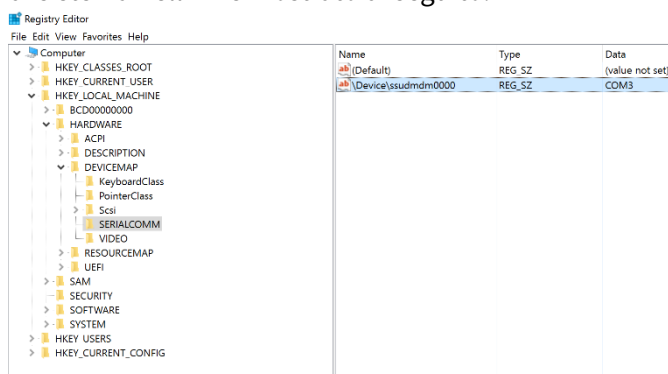 Registry Editor
File Edit View Favorites Help
Computer
HKEY_CLASSES_ROOT
HKEY_CURRENT_USER
HKEY_LOCAL_MACHINE
BCD00000000
HARDWARE
ACPI
DESCRIPTION
DEVICEMAP
KeyboardClass
PointerClass
Scsi
SERIALCOMM
VIDEO
RESOURCEMAP
UEFI
SAM
SECURITY
SOFTWARE
SYSTEM
HKEY_USERS
HKEY_CURRENT_CONFIG
Name Type Data
(Default) REG_SZ (value not set)
\Device\ssudmdm0000 REG_SZ COM3